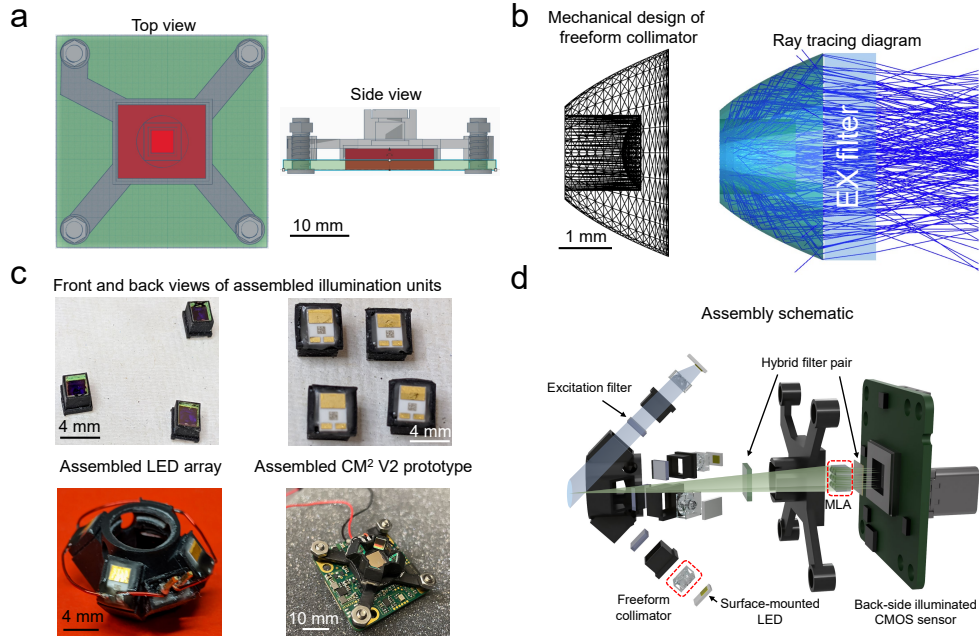 a
Top view
Side view
10 mm
b
Mechanical design of
freeform collimator
Ray tracing diagram
EX filter
1 mm
c
Front and back views of assembled illumination units
4 mm
4 mm
Assembled LED array
Assembled CM² V2 prototype
4 mm
10 mm
d
Assembly schematic
Hybrid filter pair
Excitation filter
MLA
Freeform
collimator
Surface-mounted
LED
Back-side illuminated
CMOS sensor